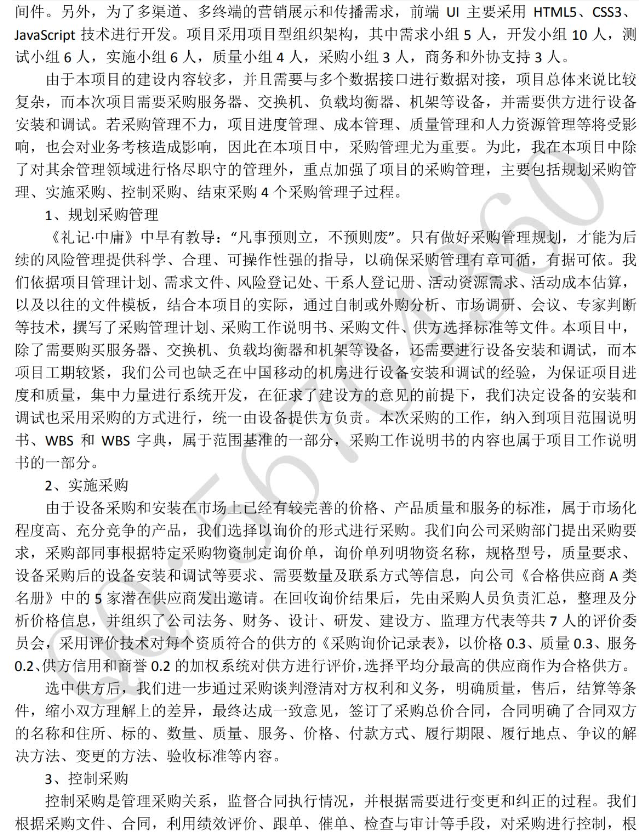 间件。另外，为了多渠道、多终端的营销展示和传播需求，前端 UI 主要采用 HTML5、CSS3、
JavaScript 技术进行开发。项目采用项目型组织架构，其中需求小组 5 人，开发小组 10 人，测
试小组 6 人，实施小组 6 人，质量小组 4 人，采购小组 3 人，商务和外协支持 3 人。
由于本项目的建设内容较多，并且需要与多个数据接口进行数据对接，项目总体来说比较
复杂，而本次项目需要采购服务器、交换机、负载均衡器、机架等设备，并需要供方进行设备
安装和调试。若采购管理不力，项目进度管理、成本管理、质量管理和人力资源管理等将受影
响，也会对业务考核造成影响，因此在本项目中，采购管理尤为重要。为此，我在本项目中除
了对其余管理领域进行恪尽职守的管理外，重点加强了项目的采购管理，主要包括规划采购管
理、实施采购、控制采购、结束采购 4 个采购管理子过程。
1、规划采购管理
《礼记·中庸》中早有教导：“凡事预则立，不预则废”。只有做好采购管理规划，才能为后
续的风险管理提供科学、合理、可操作性强的指导，以确保采购管理有章可循，有据可依。我
们依据项目管理计划、需求文件、风险登记处、干系人登记册、活动资源需求、活动成本估算，
以及以往的文件模板，结合本项目的实际，通过自制或外购分析、市场调研、会议、专家判断
等技术，撰写了采购管理计划、采购工作说明书、采购文件、供方选择标准等文件。本项目中，
除了需要购买服务器、交换机、负载均衡器和机架等设备，还需要进行设备安装和调试，而本
项目工期较紧，我们公司也缺乏在中国移动的机房进行设备安装和调试的经验，为保证项目进
度和质量，集中力量进行系统开发，在征求了建设方的意见的前提下，我们决定设备的安装和
调试也采用采购的方式进行，统一由设备提供方负责。本次采购的工作，纳入到项目范围说明
书、WBS 和 WBS 字典，属于范围基准的一部分，采购工作说明书的内容也属于项目工作说明
书的一部分。
2、实施采购
由于设备采购和安装在市场上已经有较完善的价格、产品质量和服务的标准，属于市场化
程度高、充分竞争的产品，我们选择以询价的形式进行采购。我们向公司采购部门提出采购要
求，采购部同事根据特定采购物资制定询价单，询价单列明物资名称，规格型号，质量要求、
设备采购后的设备安装和调试等要求、需要数量及联系方式等信息，向公司《合格供应商 A 类
名册》中的 5 家潜在供应商发出邀请。在回收询价结果后，先由采购人员负责汇总，整理及分
析价格信息，并组织了公司法务、财务、设计、研发、建设方、监理方代表等共 7 人的评价委
员会，采用评价技术对每个资质符合的供方的《采购询价记录表》，以价格 0.3、质量 0.3、服务
0.2、供方信用和商誉 0.2 的加权系统对供方进行评价，选择平均分最高的供应商作为合格供方。
选中供方后，我们进一步通过采购谈判澄清对方权利和义务，明确质量，售后，结算等条
件，缩小双方理解上的差异，最终达成一致意见，签订了采购总价合同，合同明确了合同双方
的名称和住所、标的、数量、质量、服务、价格、付款方式、履行期限、履行地点、争议的解
决方法、变更的方法、验收标准等内容。
3、控制采购
控制采购是管理采购关系，监督合同执行情况，并根据需要进行变更和纠正的过程。我们
根据采购文件、合同，利用绩效评价、跟单、催单、检查与审计等手段，对采购进行控制，根